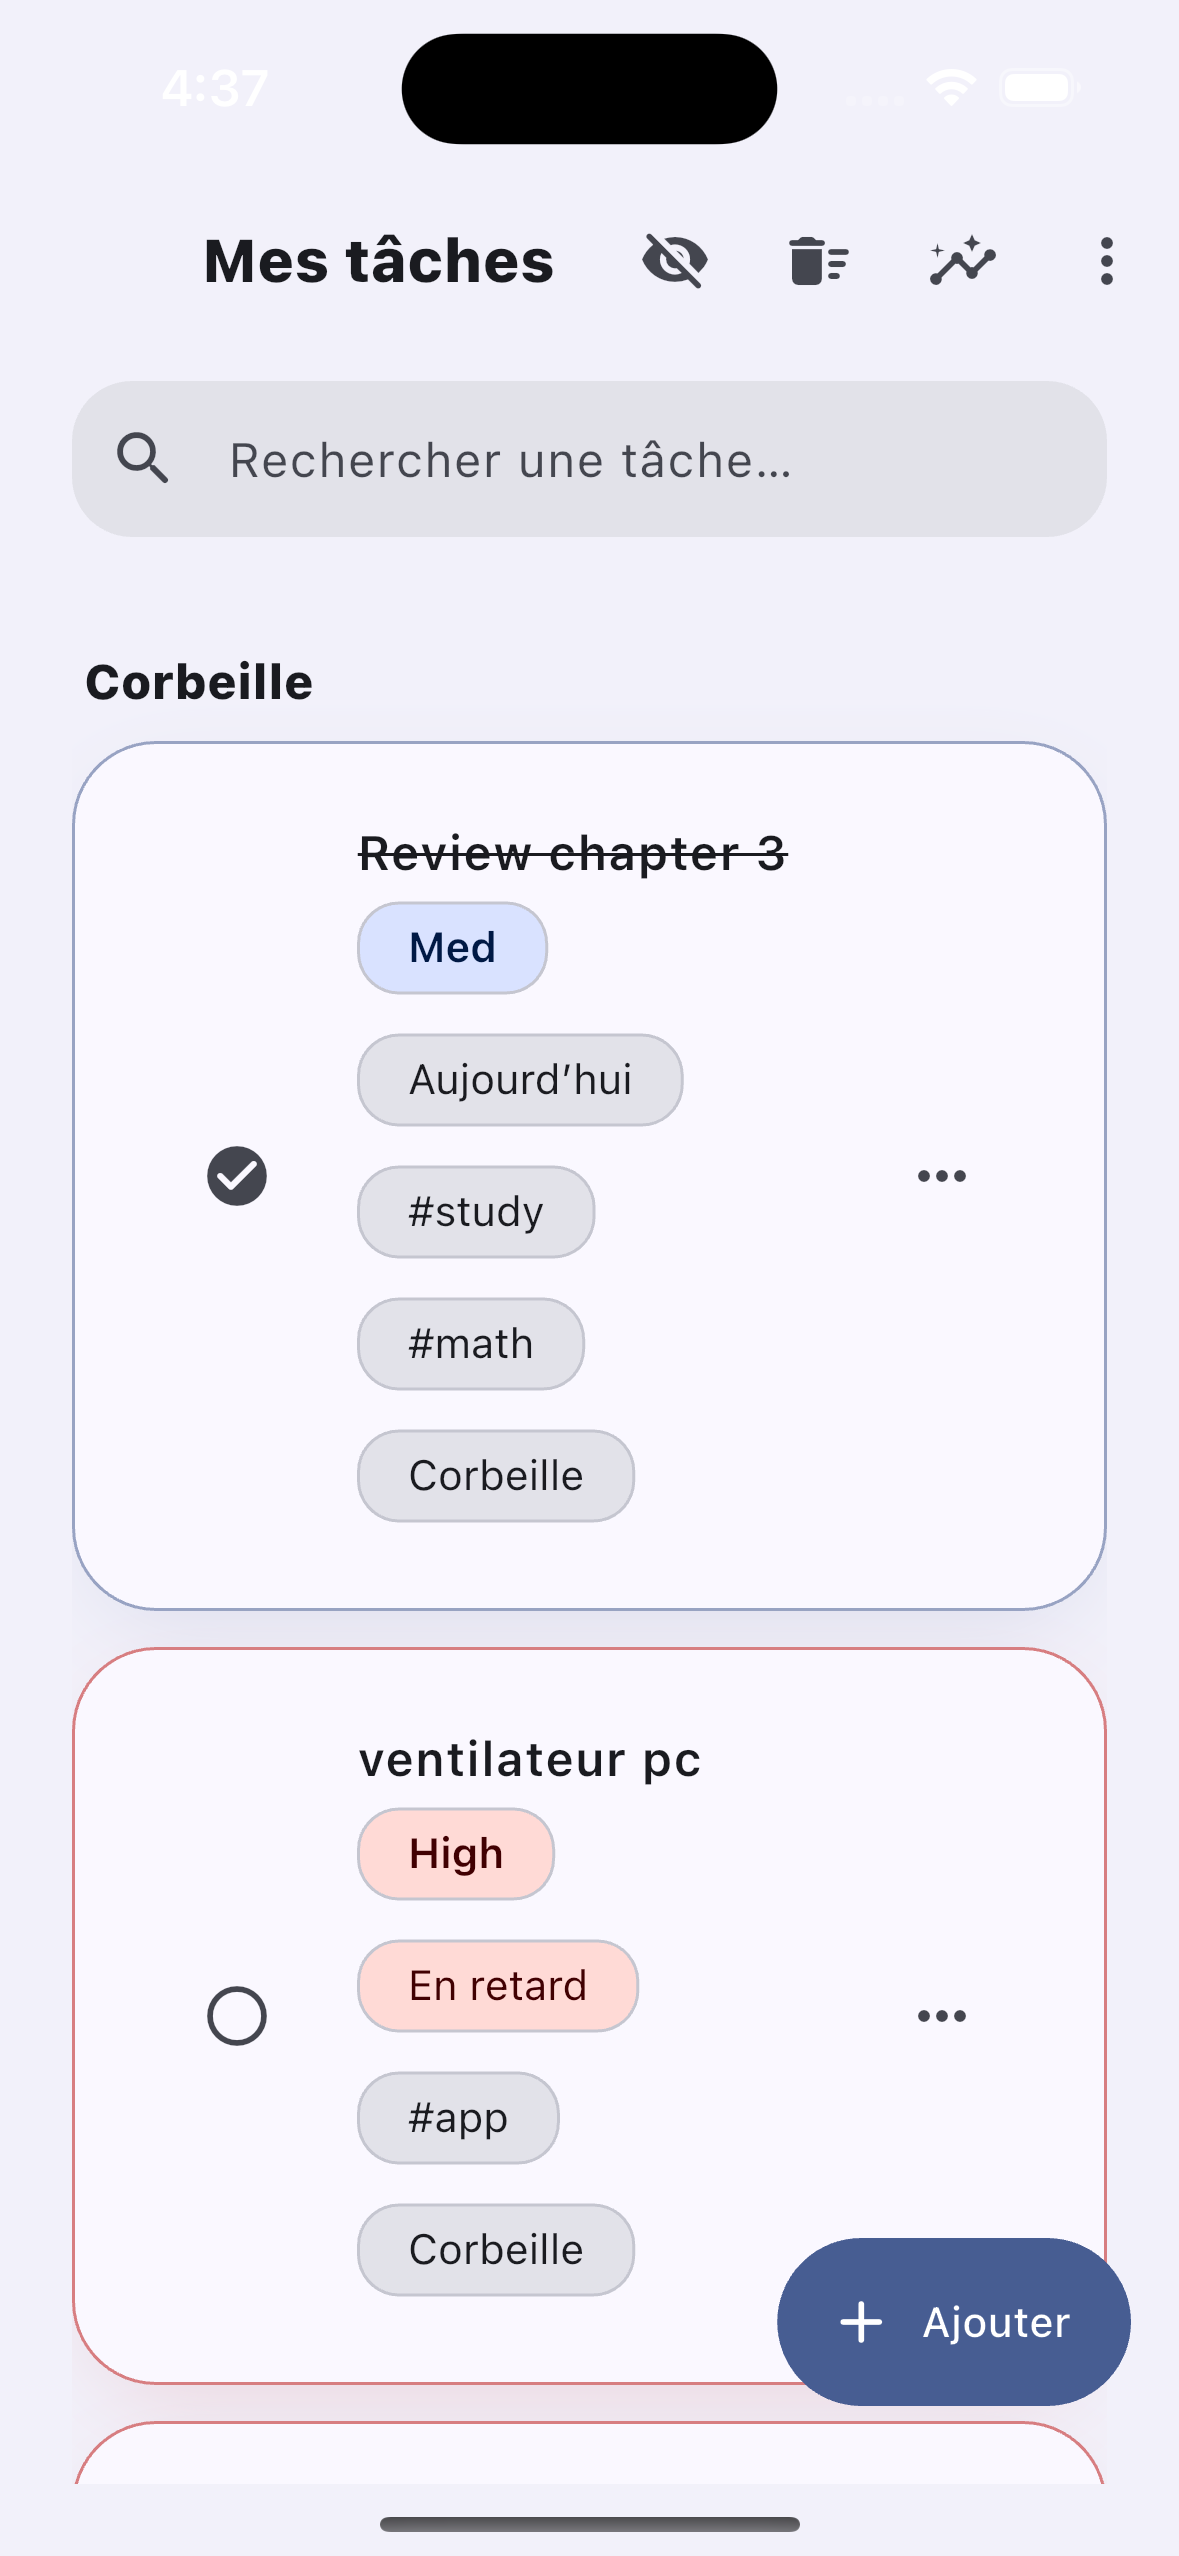 4:37
Mes tâches
Rechercher une tâche...
Corbeille
Review chapter 3
Med
Aujourd’hui
#study
#math
Corbeille
ventilateur pc
High
En retard
#app
Corbeille
Ajouter